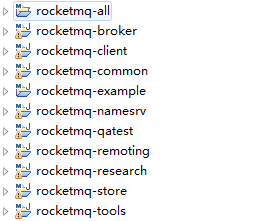 rocketmq-all
rocketmq-broker
rocketmq-client
rocketmq-common
rocketmq-example
rocketmq-namesrv
rocketmq-qatest
rocketmq-remoting
rocketmq-research
rocketmq-store
rocketmq-tools